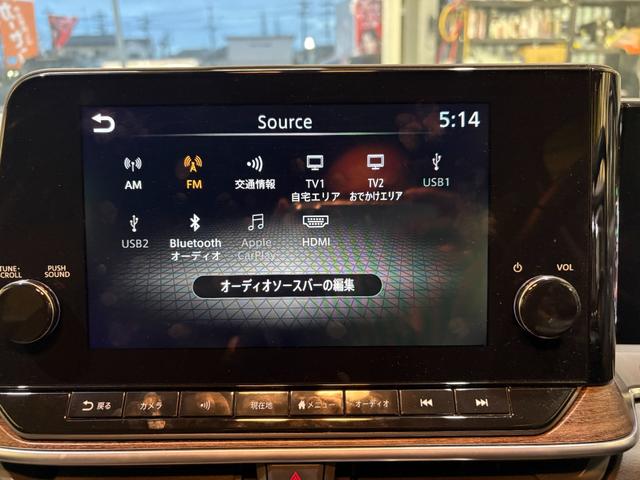 Source
5:14
AM
FM
交通情報
TV1
自宅エリア
TV2
おでかけエリア
USB1
USB2
Bluetooth
オーディオ
Apple
CarPlay
HDMI
オーディオソースバーの編集
TUNE･
SCROLL
PUSH
SOUND
VOL
戻る
カメラ
現在地
メニュー
オーディオ